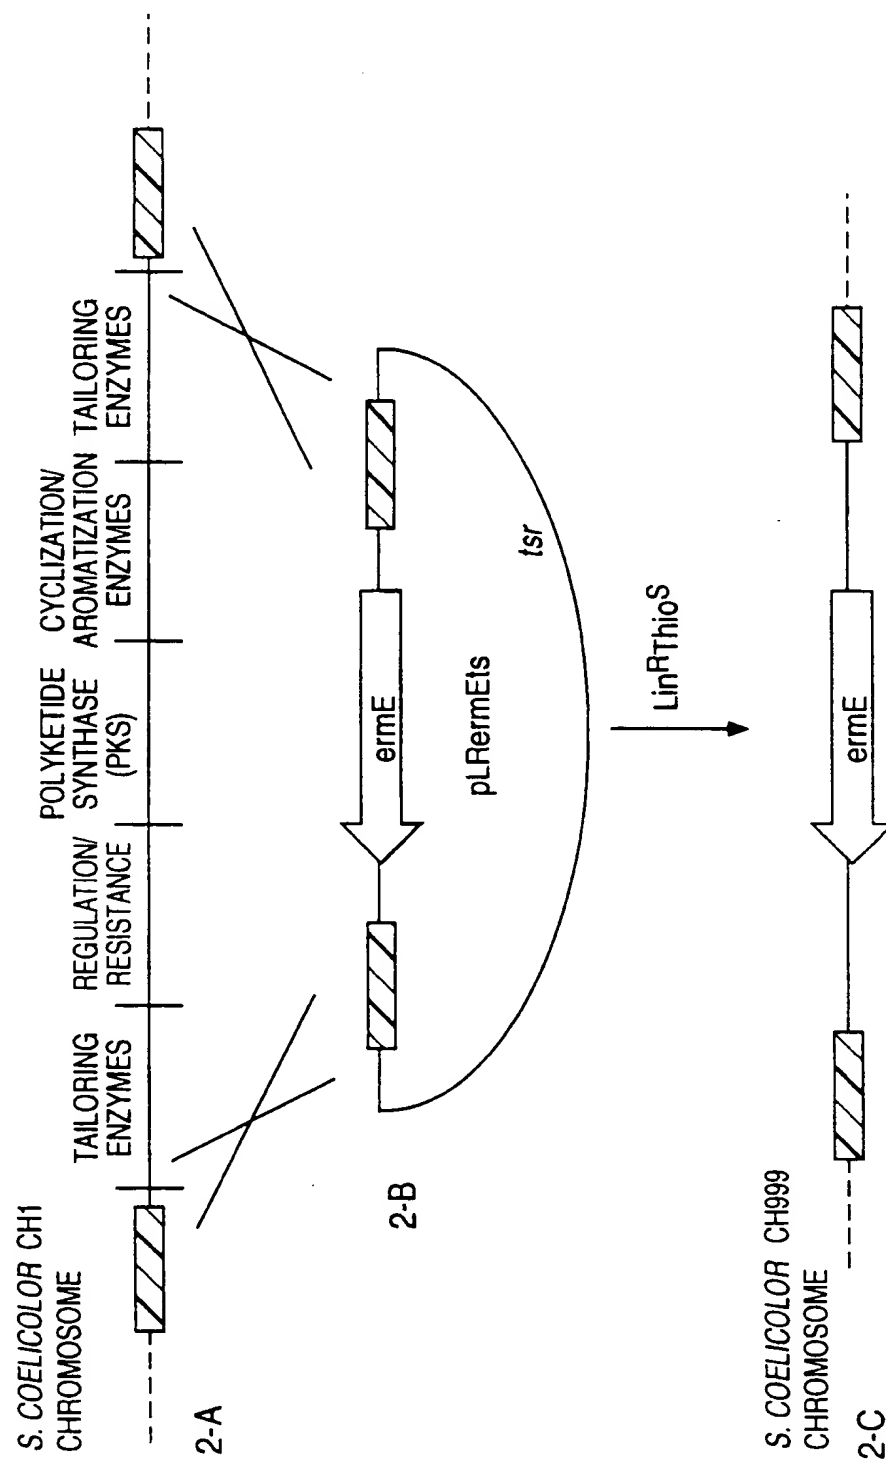 S. COELICOLOR CH1
CHROMOSOME
2-A
TAILORING
ENZYMES
REGULATION/
RESISTANCE
POLYKETIDE
SYNTHASE
(PKS)
CYCLIZATION/
AROMATIZATION
ENZYMES
TAILORING
ENZYMES
2-B
ermE
pLRermEts
tsr
LinRThioS
S. COELICOLOR CH999
CHROMOSOME
2-C
ermE